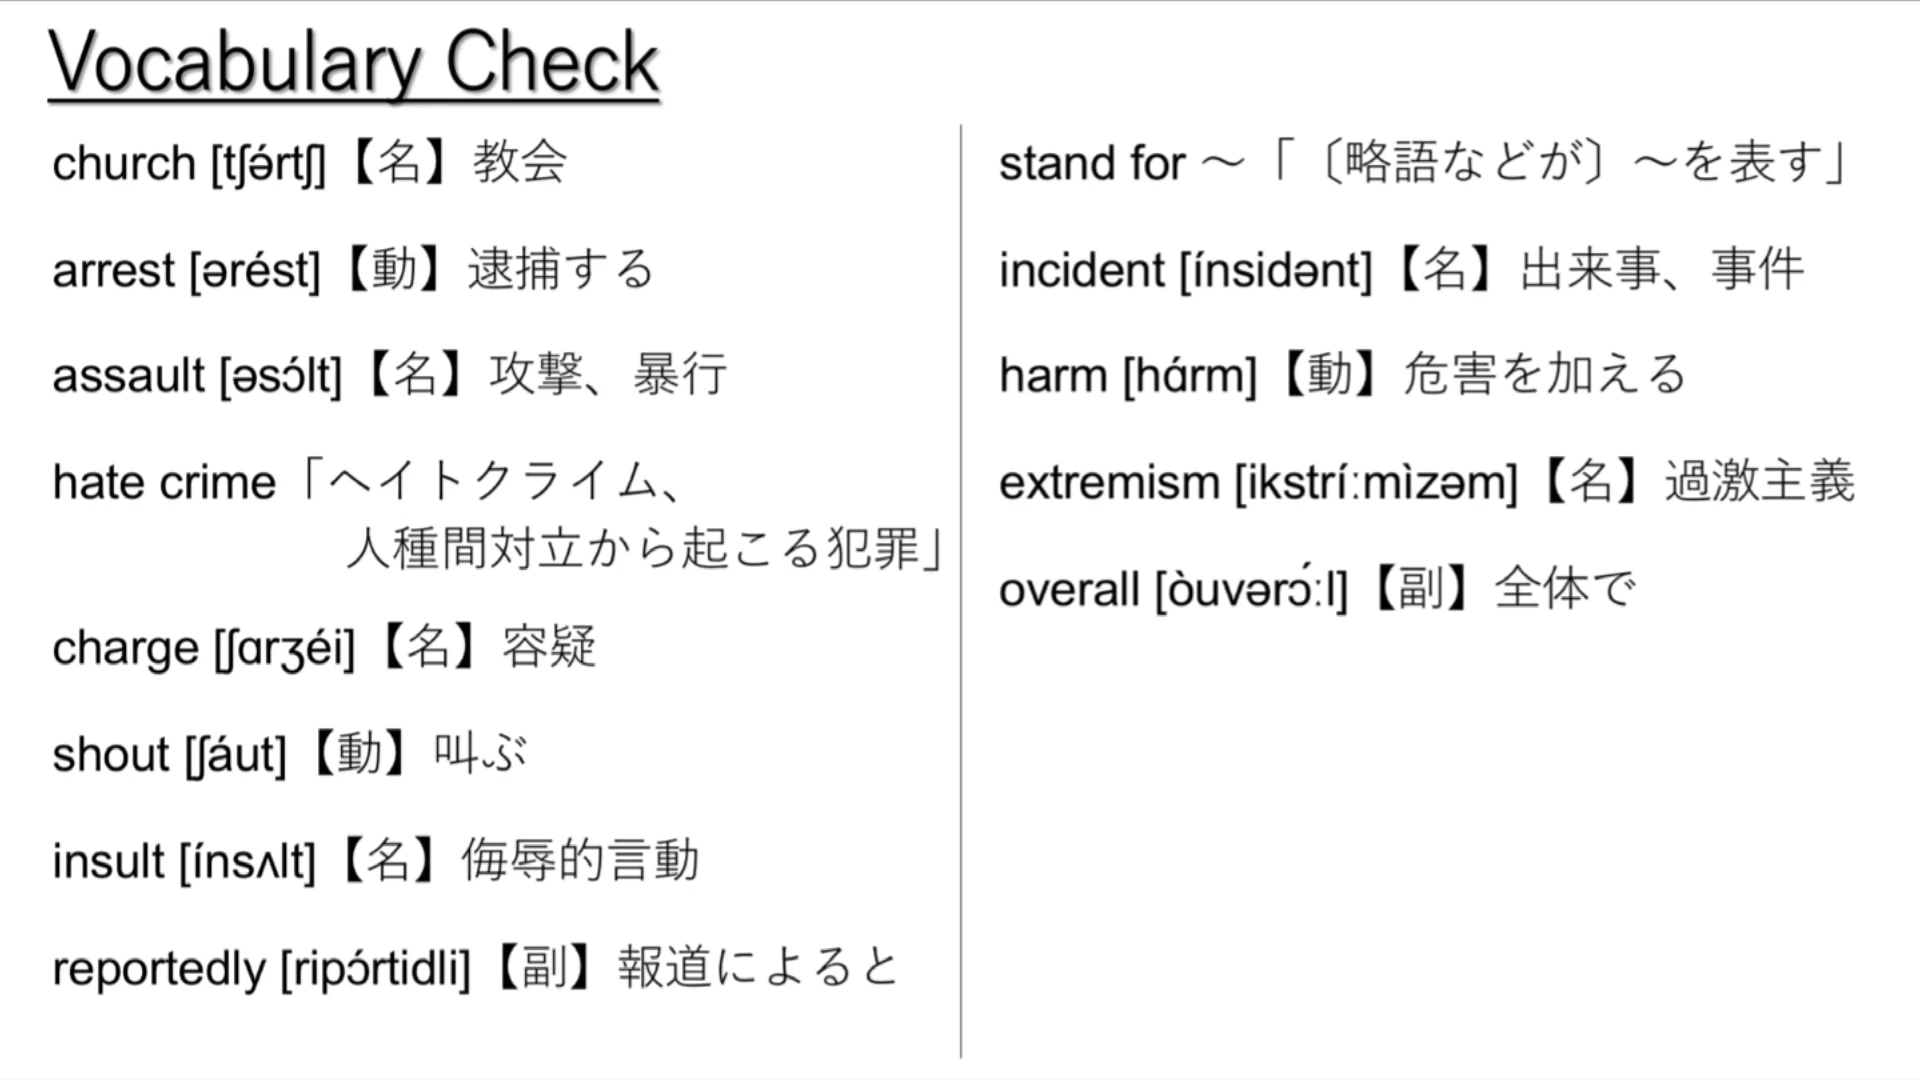 Vocabulary Check
church [tʃə́rtʃ]【名】教会
arrest [ərést]【動】逮捕する
assault [əsɔ́lt]【名】攻撃、暴行
hate crime「ヘイトクライム、
人種間対立から起こる犯罪」
charge [ʃɑrʒéi]【名】容疑
shout [ʃáut]【動】叫ぶ
insult [ínsʌlt]【名】侮辱的言動
reportedly [ripɔ́rtidli]【副】報道によると
stand for ～「〔略語などが〕～を表す」
incident [ínsidənt]【名】出来事、事件
harm [hɑ́rm]【動】危害を加える
extremism [ikstríːmìzəm]【名】過激主義
overall [òuvərɔ́ːl]【副】全体で